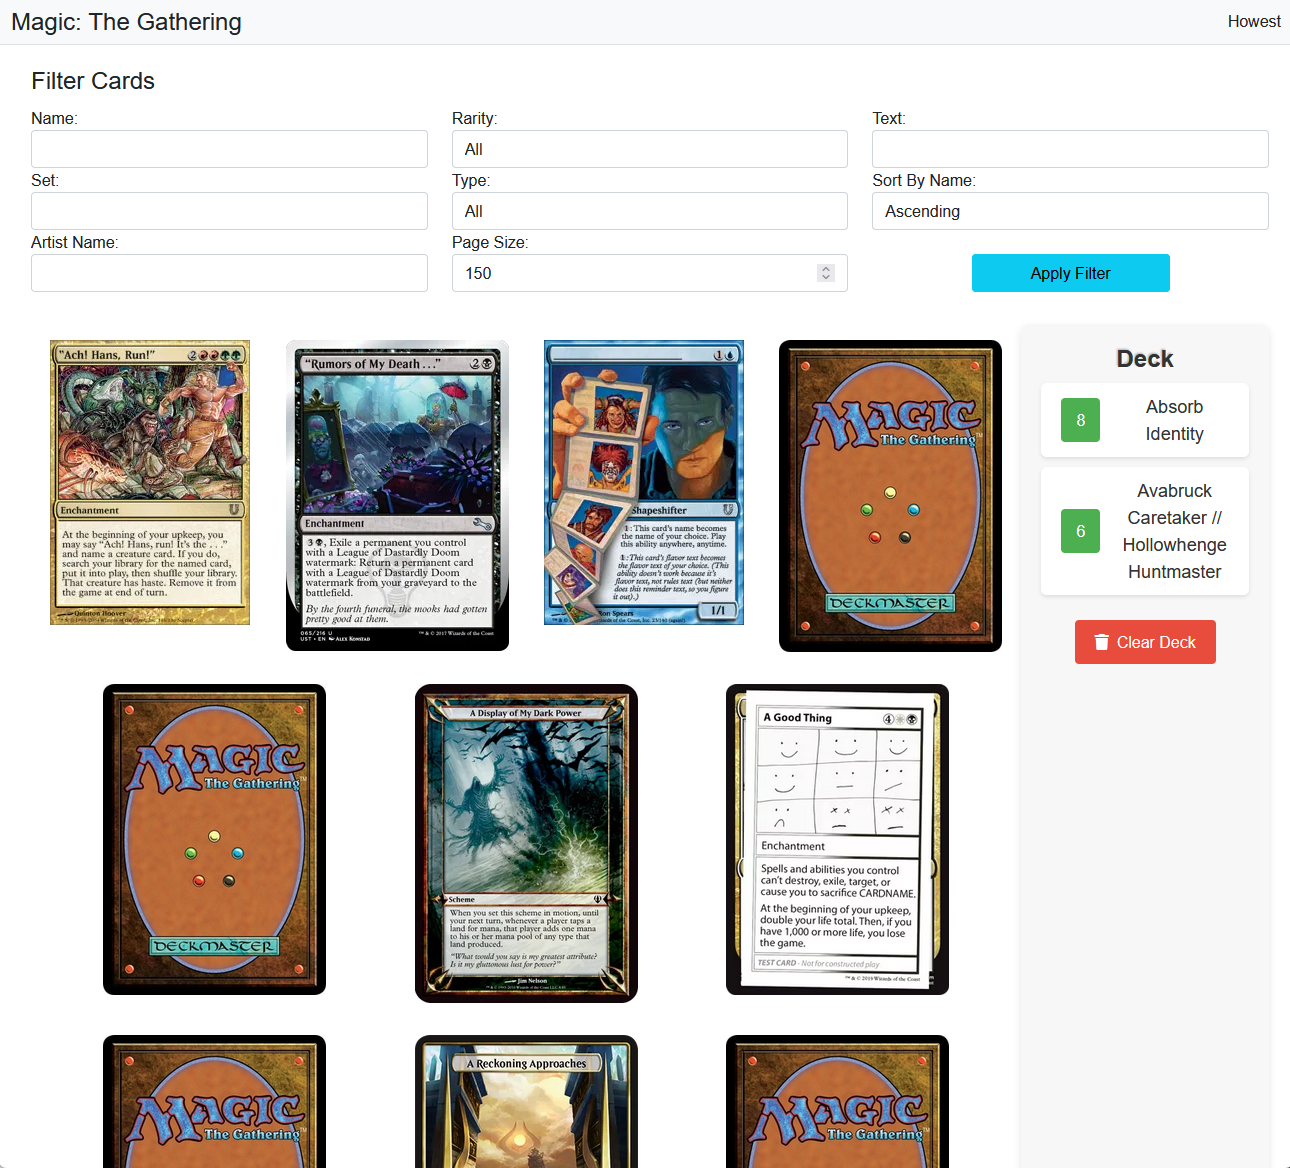 Magic: The Gathering
Howest
Filter Cards
Name:
Rarity:
All
Text:
Set:
Type:
All
Sort By Name:
Ascending
Artist Name:
Page Size:
150
Apply Filter
"Ach! Hans, Run!"
2
Enchantment
At the beginning of your upkeep, you
may say "Ach! Hans, run! It's the . . ."
and name a creature card. If you do,
search your library for the named card,
put it into play, then shuffle your library.
That creature has haste. Remove it from
the game at end of turn.
Quinton Hoover
"Rumors of My Death . . ."
2
Enchantment
3 , Exile a permanent you control
with a League of Dastardly Doom
watermark: Return a permanent card
with a League of Dastardly Doom
watermark from your graveyard to the
battlefield.
By the fourth funeral, the mooks had gotten
pretty good at them.
065/216 U
UST • EN ALEX KONSTAD
™ & © 2017 Wizards of the Coast
1
Shapeshifter
1: This card's name becomes
the name of your choice. Play
this ability anywhere, anytime.
1: This card's flavor text becomes
the flavor text of your choice. (This
ability doesn't work because it's
flavor text, not rules text (but neither
does this reminder text, so you figure
it out).)
Ron Spears
1/1
MAGIC
The Gathering™
DECKMASTER
Deck
8
Absorb
Identity
6
Avabruck
Caretaker //
Hollowhenge
Huntmaster
Clear Deck
MAGIC
The Gathering™
DECKMASTER
A Display of My Dark Power
Scheme
When you set this scheme in motion, until
your next turn, whenever a player taps a
land for mana, that player adds one mana
to his or her mana pool of any type that
land produced.
"What would you say is my greatest attribute?
Is it my gluttonous lust for power?"
Jim Nelson
A Good Thing
4
Enchantment
Spells and abilities you control
can't destroy, exile, target, or
cause you to sacrifice CARDNAME.
At the beginning of your upkeep,
double your life total. Then, if you
have 1,000 or more life, you lose
the game.
TEST CARD - Not for constructed play
™ & © 2019 Wizards of the Coast
MAGIC
The Gathering™
A Reckoning Approaches
MAGIC
The Gathering™